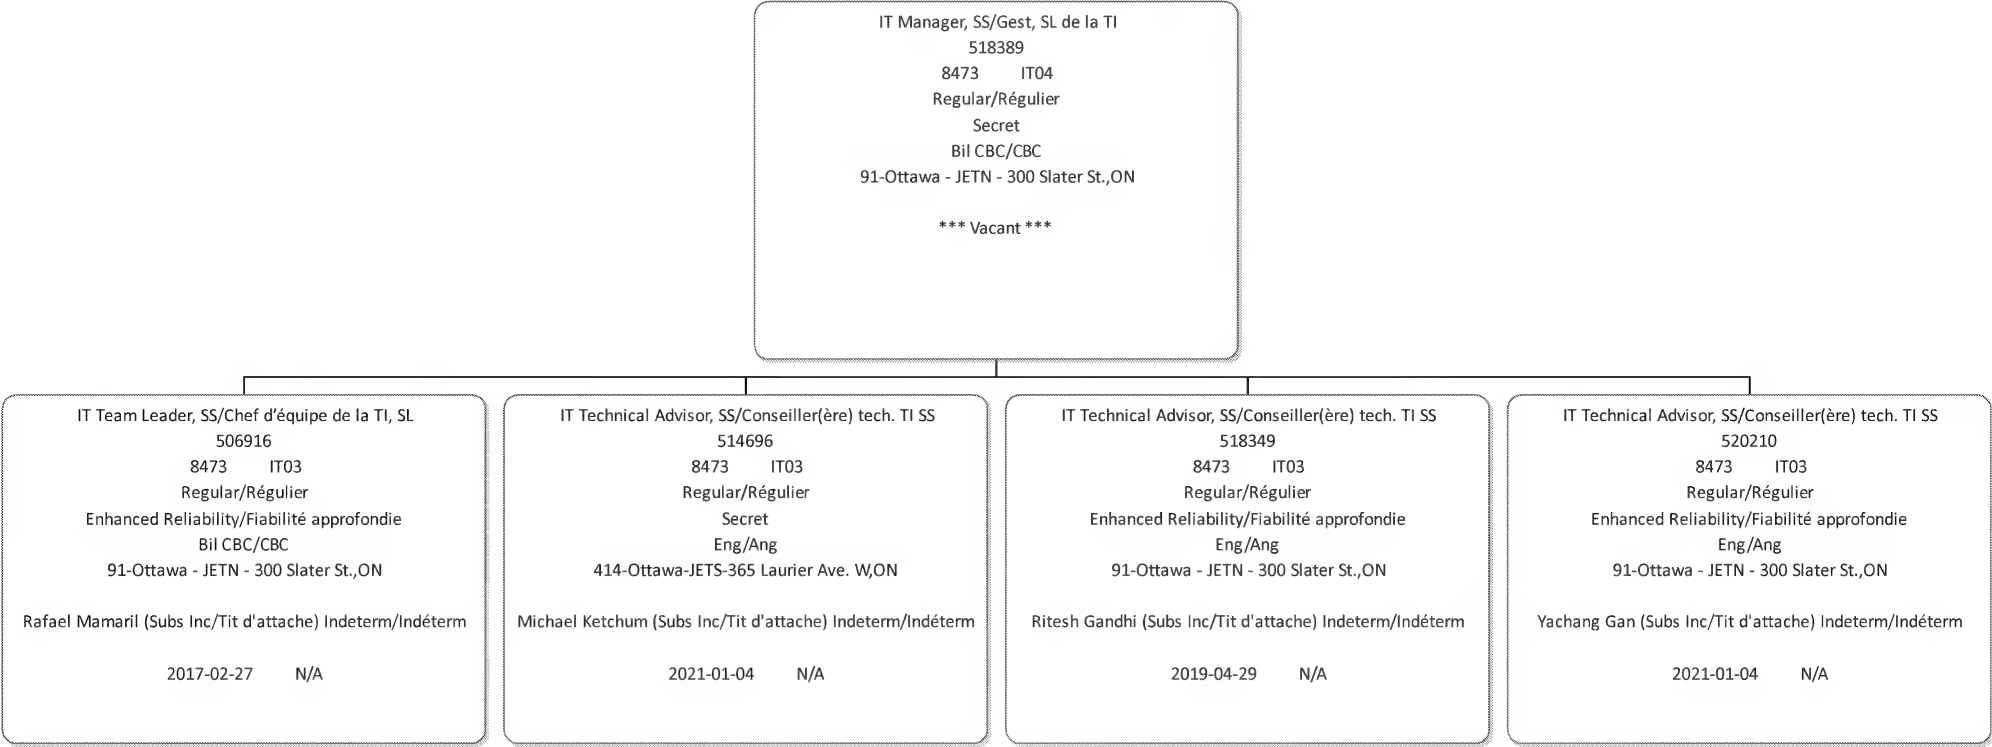 IT Manager, SS/Gest, SL de la TI
518389
8473 IT04
Regular/Régulier
Secret
Bil CBC/CBC
91-Ottawa - JETN - 300 Slater St.,ON
*** Vacant ***
IT Team Leader, SS/Chef d’équipe de la TI, SL
506916
8473 IT03
Regular/Régulier
Enhanced Reliability/Fiabilité approfondie
Bil CBC/CBC
91-Ottawa - JETN - 300 Slater St.,ON
Rafael Mamaril (Subs Inc/Tit d'attache) Indeterm/Indéterm
2017-02-27 N/A
IT Technical Advisor, SS/Conseiller(ère) tech. TI SS
514696
8473 IT03
Regular/Régulier
Secret
Eng/Ang
414-Ottawa-JETS-365 Laurier Ave. W,ON
Michael Ketchum (Subs Inc/Tit d'attache) Indeterm/Indéterm
2021-01-04 N/A
IT Technical Advisor, SS/Conseiller(ère) tech. TI SS
518349
8473 IT03
Regular/Régulier
Enhanced Reliability/Fiabilité approfondie
Eng/Ang
91-Ottawa - JETN - 300 Slater St.,ON
Ritesh Gandhi (Subs Inc/Tit d'attache) Indeterm/Indéterm
2019-04-29 N/A
IT Technical Advisor, SS/Conseiller(ère) tech. TI SS
520210
8473 IT03
Regular/Régulier
Enhanced Reliability/Fiabilité approfondie
Eng/Ang
91-Ottawa - JETN - 300 Slater St.,ON
Yachang Gan (Subs Inc/Tit d'attache) Indeterm/Indéterm
2021-01-04 N/A